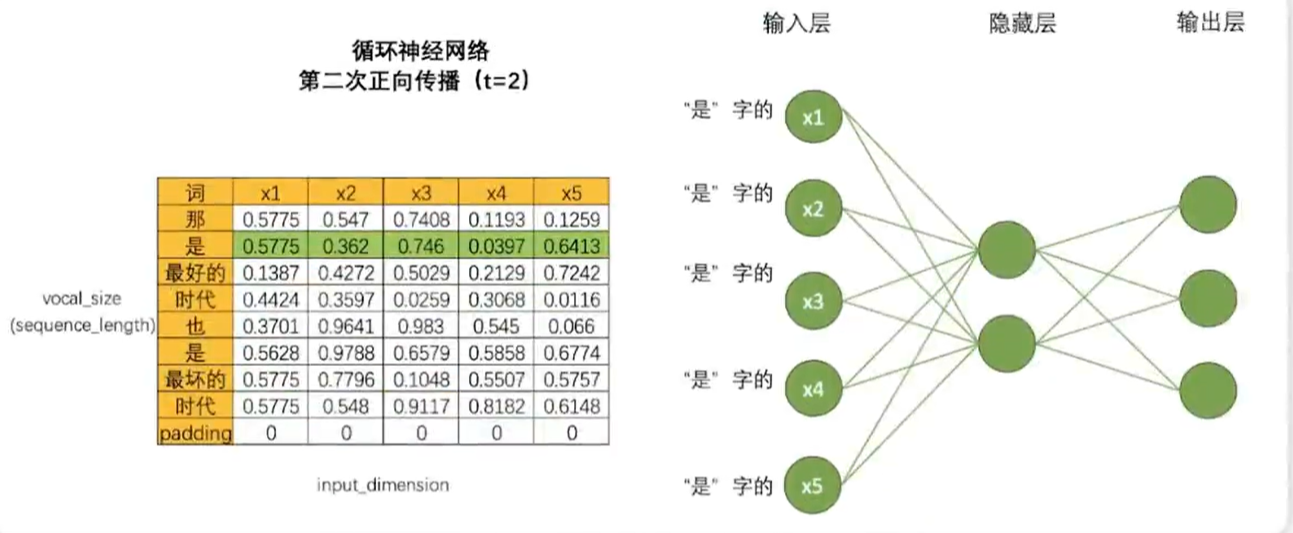 循环神经网络
第二次正向传播（t=2）
词 x1 x2 x3 x4 x5
那 0.5775 0.547 0.7408 0.1193 0.1259
是 0.5775 0.362 0.746 0.0397 0.6413
最好的 0.1387 0.4272 0.5029 0.2129 0.7242
时代 0.4424 0.3597 0.0259 0.3068 0.0116
也 0.3701 0.9641 0.983 0.545 0.066
是 0.5628 0.9788 0.6579 0.5858 0.6774
最坏的 0.5775 0.7796 0.1048 0.5507 0.5757
时代 0.5775 0.548 0.9117 0.8182 0.6148
padding 0 0 0 0 0
vocal_size
(sequence_length)
input_dimension
输入层 隐藏层 输出层
“是” 字的 x1
“是” 字的 x2
“是” 字的 x3
“是” 字的 x4
“是” 字的 x5